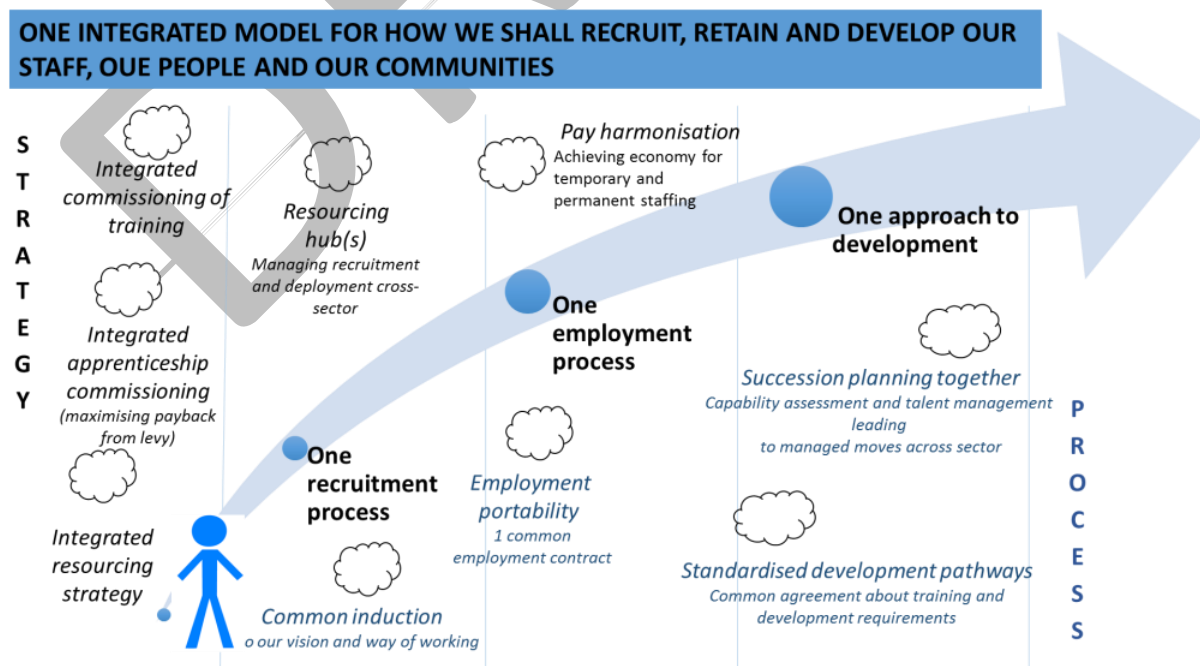 ONE INTEGRATED MODEL FOR HOW WE SHALL RECRUIT, RETAIN AND DEVELOP OUR
STAFF, OUE PEOPLE AND OUR COMMUNITIES
S
T
R
A
T
E
G
Y
Integrated
commissioning of
training
Integrated
apprenticeship
commissioning
(maximising payback
from levy)
Integrated
resourcing
strategy
Resourcing
hub(s)
Managing recruitment
and deployment cross-
sector
One
recruitment
process
Common induction
o our vision and way of working
Pay harmonisation
Achieving economy for
temporary and
permanent staffing
One
employment
process
Employment
portability
1 common
employment contract
One approach to
development
Succession planning together
Capability assessment and talent management
leading
to managed moves across sector
Standardised development pathways
Common agreement about training and
development requirements
P
R
O
C
E
S
S